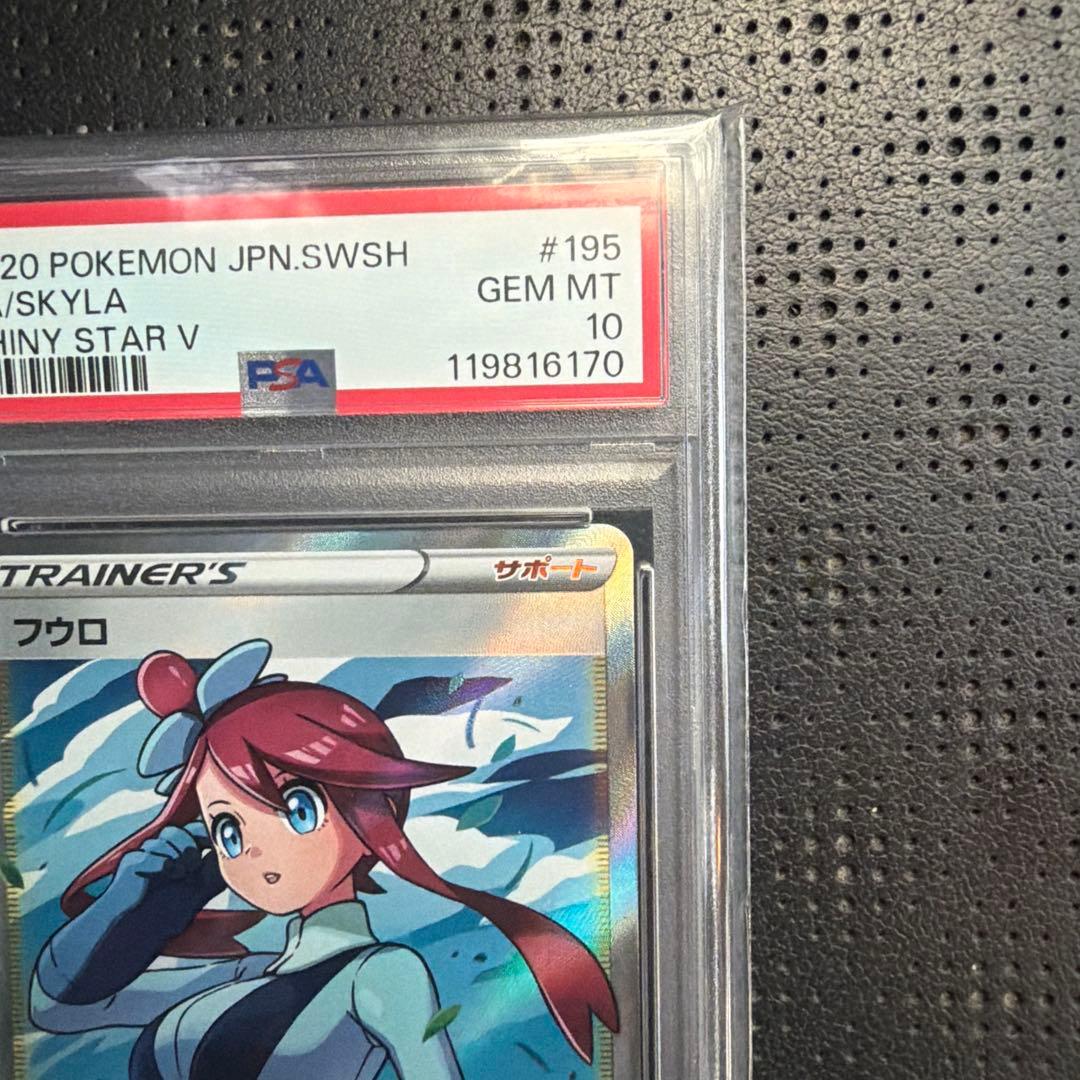 20 POKEMON JPN.SWSH #195
/SKYLA GEM MT
HINY STAR V 10
PSA 119816170
TRAINER'S サポート
フウロ